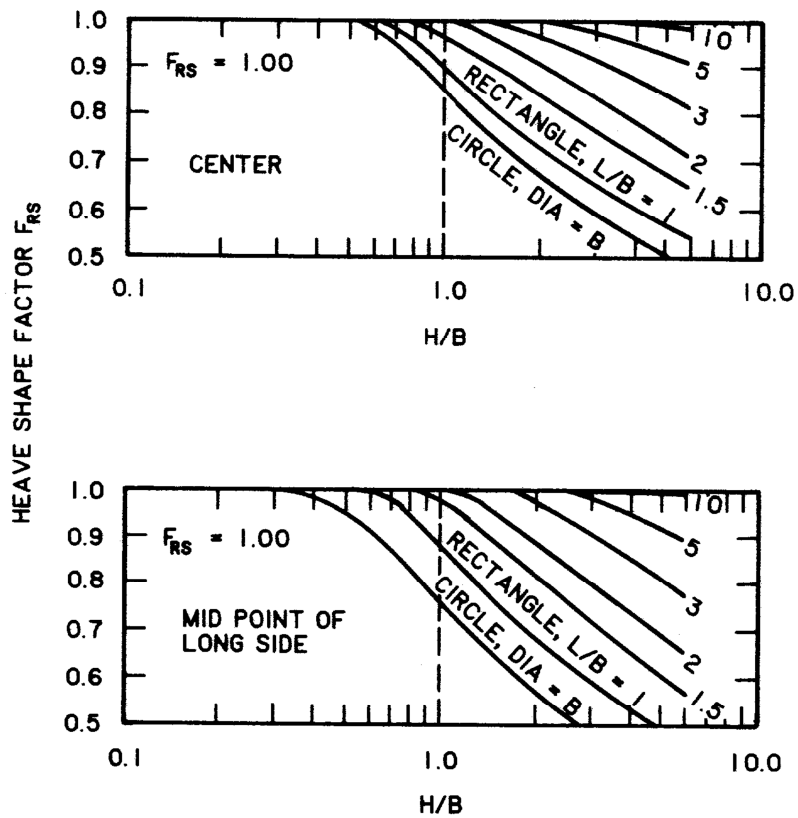 HEAVE SHAPE FACTOR F_RS
1.0
0.9
0.8
0.7
0.6
0.5
F_RS = 1.00
CENTER
10
5
3
2
1.5
RECTANGLE, L/B = 1
CIRCLE, DIA = B
0.1
1.0
10.0
H/B
1.0
0.9
0.8
0.7
0.6
0.5
F_RS = 1.00
MID POINT OF
LONG SIDE
10
5
3
2
1.5
RECTANGLE, L/B = 1
CIRCLE, DIA = B
0.1
1.0
10.0
H/B